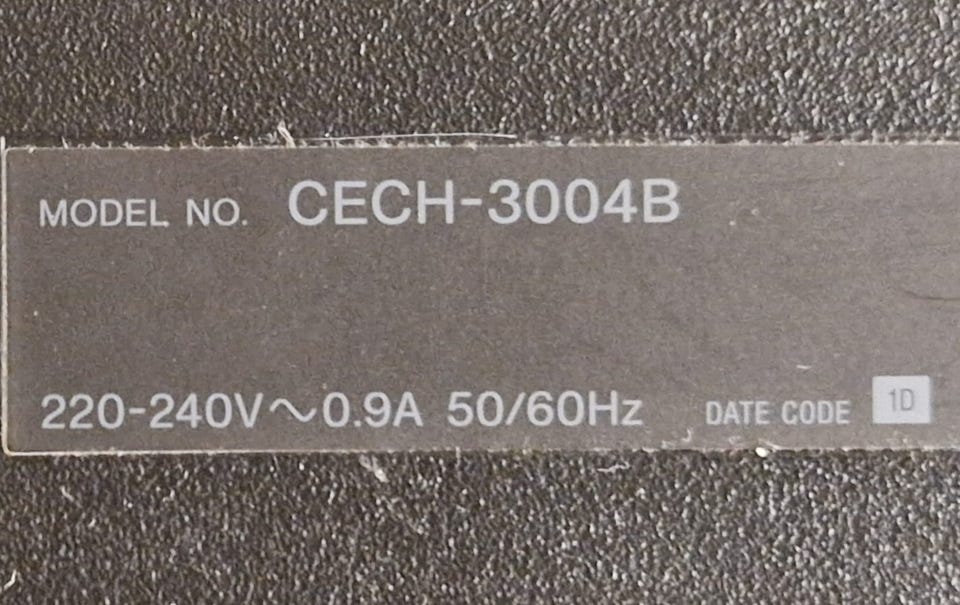 MODEL NO. CECH-3004B
220-240V～0.9A 50/60Hz DATE CODE 1D